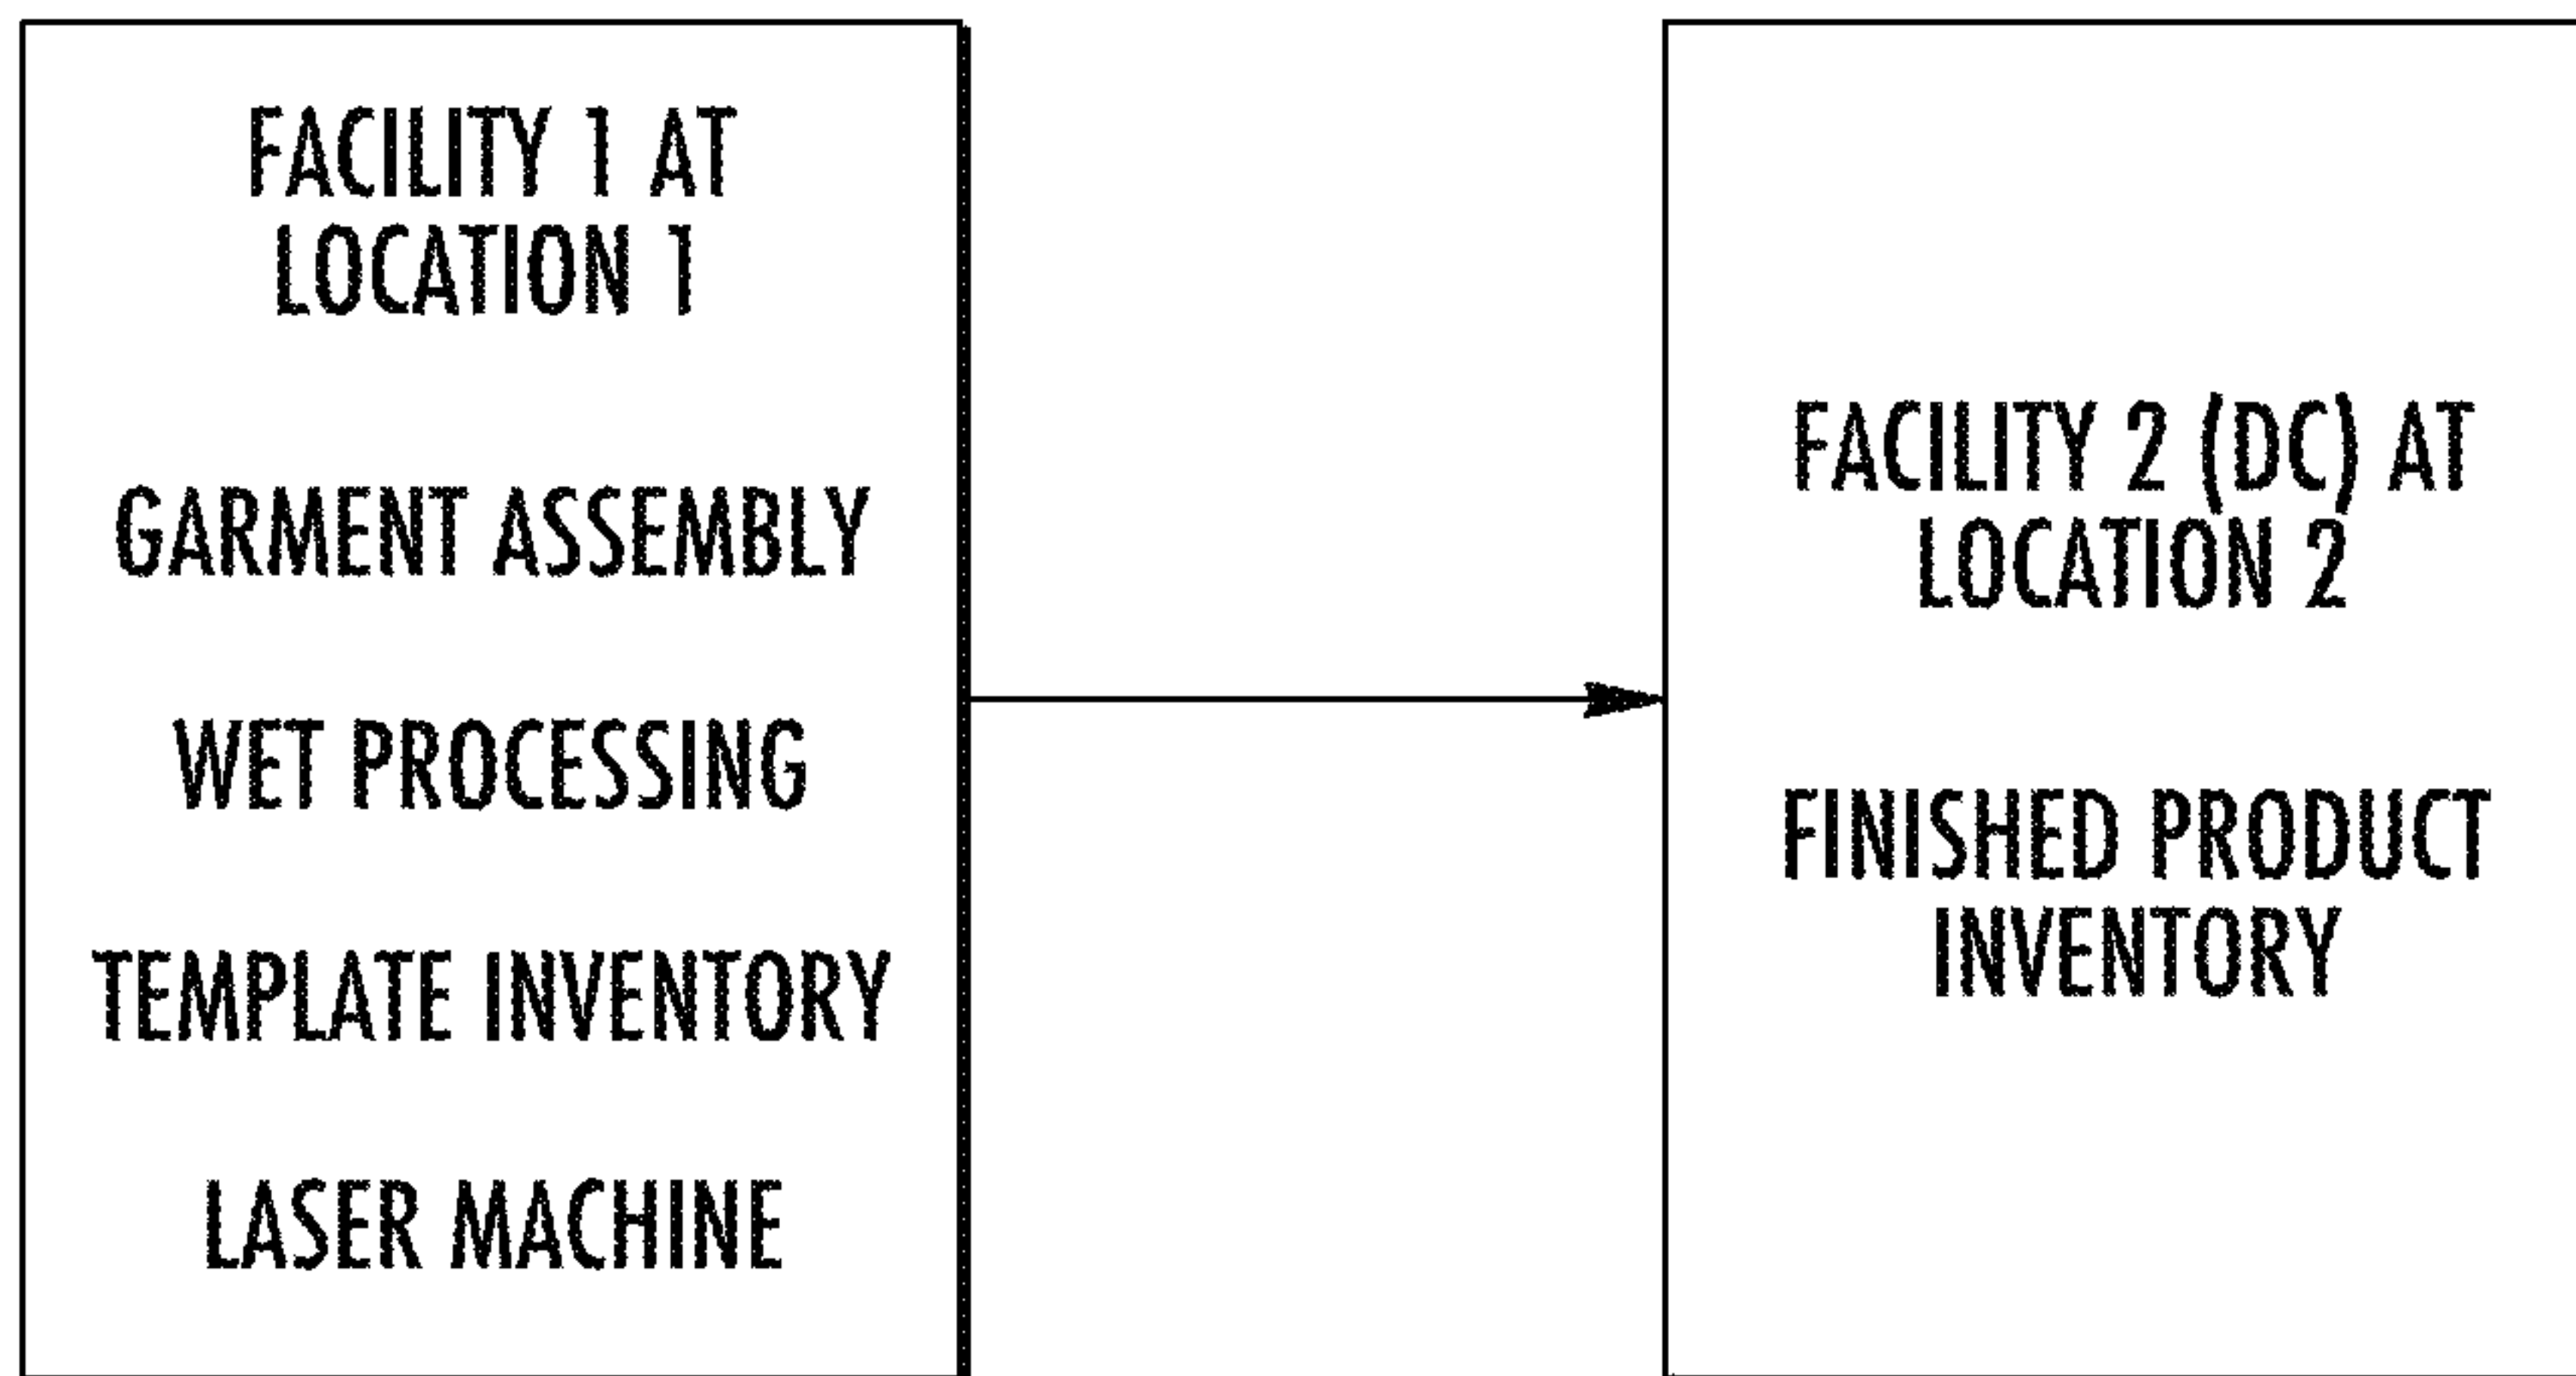 FACILITY 1 AT
LOCATION 1
GARMENT ASSEMBLY
WET PROCESSING
TEMPLATE INVENTORY
LASER MACHINE
FACILITY 2 (DC) AT
LOCATION 2
FINISHED PRODUCT
INVENTORY